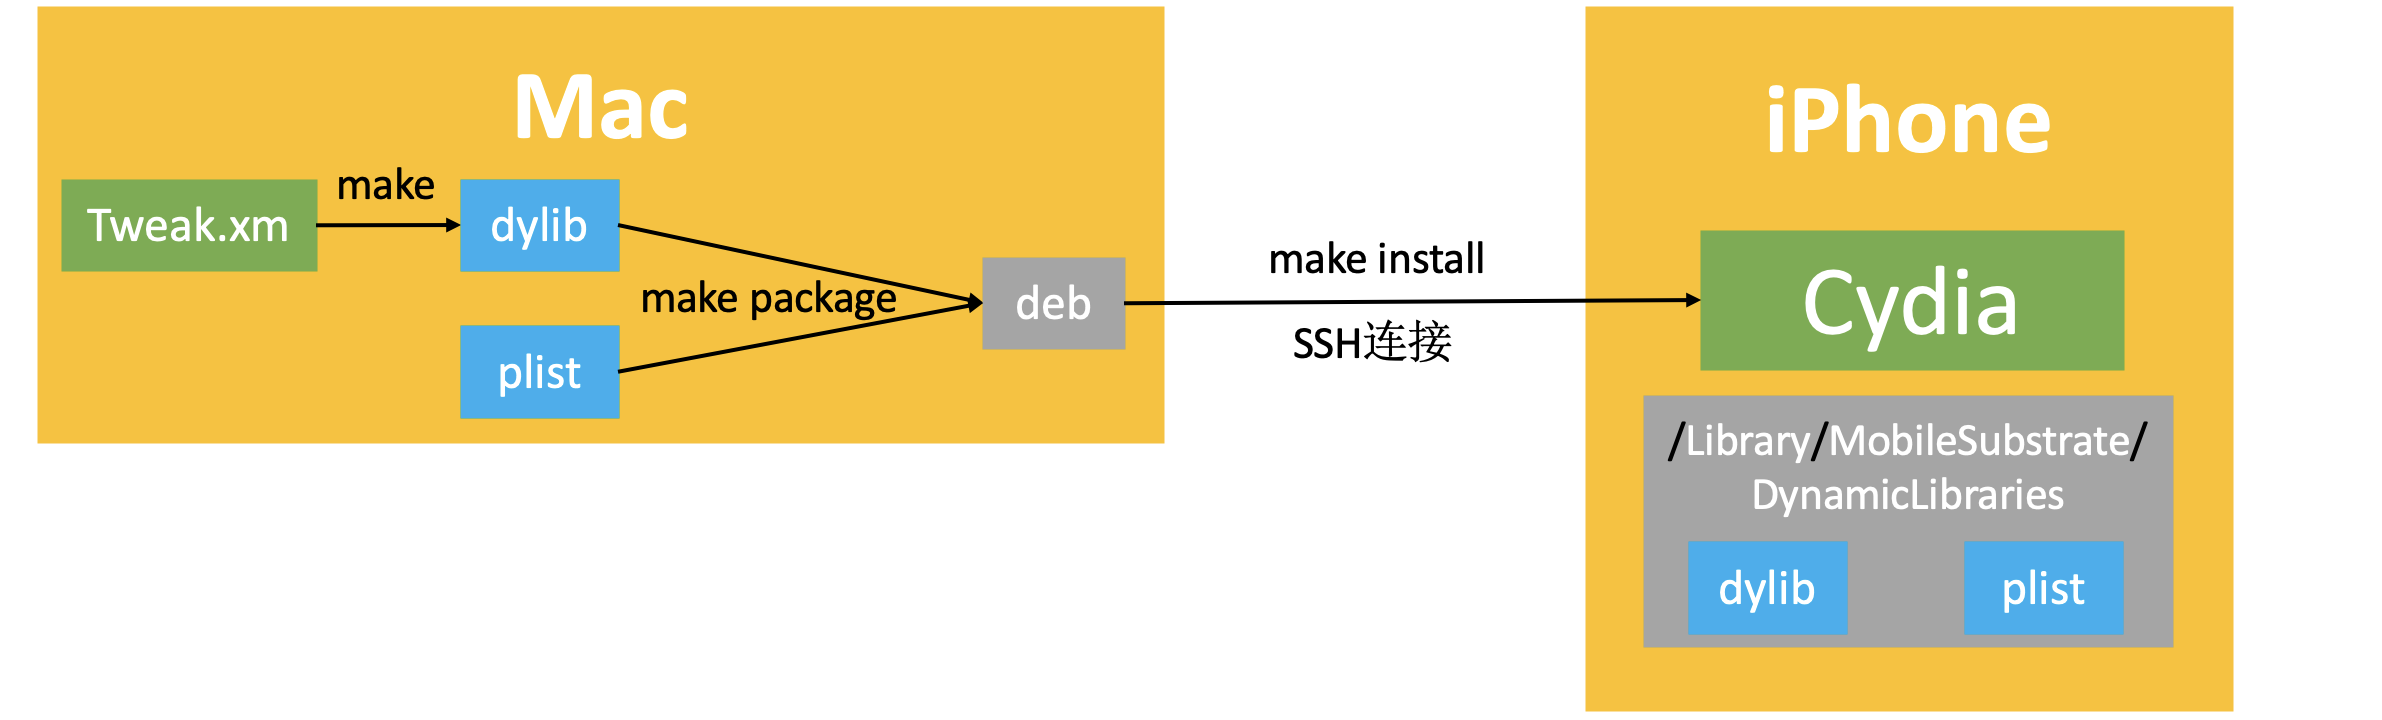 Mac
Tweak.xm
make
dylib
plist
make package
deb
make install
SSH连接
iPhone
Cydia
/Library/MobileSubstrate/
DynamicLibraries
dylib
plist